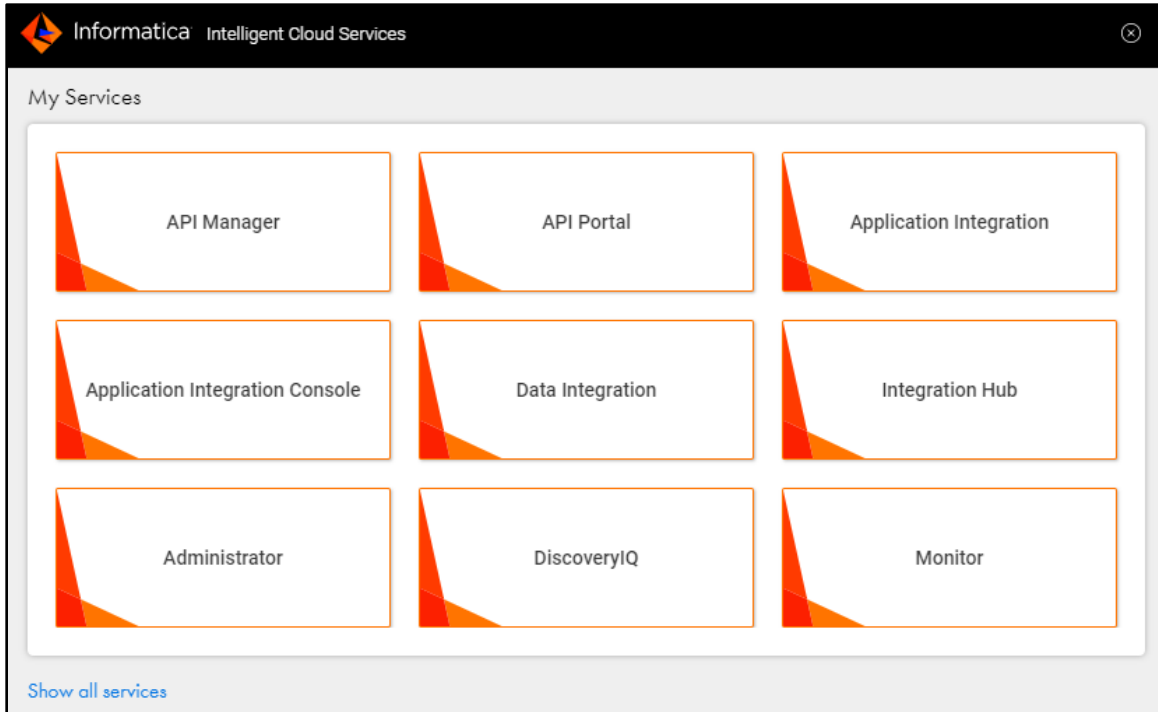 Informatica Intelligent Cloud Services
My Services
API Manager
API Portal
Application Integration
Application Integration Console
Data Integration
Integration Hub
Administrator
DiscoveryIQ
Monitor
Show all services